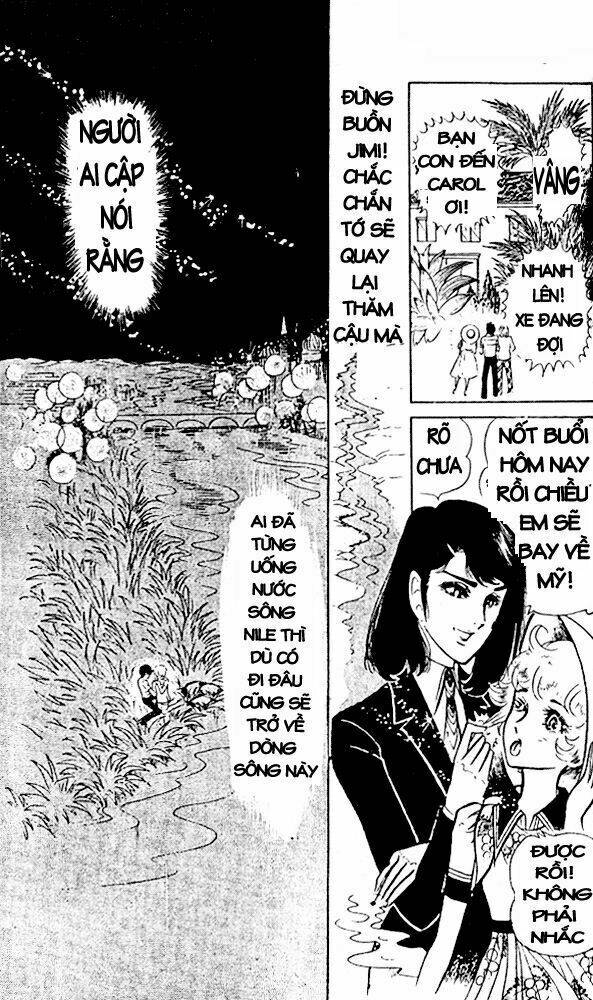 BẠN
CON ĐẾN
CAROL
ƠI!
VÂNG
NHANH
LÊN!
XE ĐANG
ĐỢI
NỐT BUỔI
HÔM NAY
RỒI CHIỀU
EM SẼ
BAY VỀ
MỸ!
RÕ
CHƯA
ĐƯỢC
RỒI!
KHÔNG
PHẢI
NHẮC
ĐỪNG
BUỒN
JIMI!
CHẮC
CHẮN
TỚ SẼ
QUAY
LẠI
THĂM
CẬU MÀ
NGƯỜI
AI CẬP
NÓI
RẰNG
AI ĐÃ
TỪNG
UỐNG
NƯỚC
SÔNG
NILE THÌ
DÙ CÓ
ĐI ĐÂU
CŨNG SẼ
TRỞ VỀ
DÒNG
SÔNG NÀY